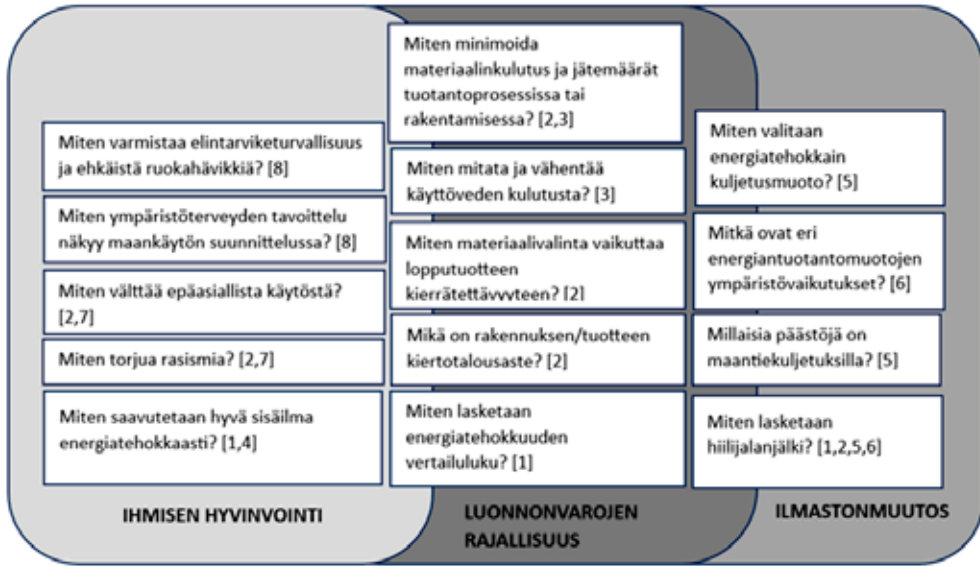 Miten varmistaa elintarviketurvallisuus
ja ehkäistä ruokahävikkiä? [8]
Miten ympäristöterveyden tavoittelu
näkyy maankäytön suunnittelussa? [8]
Miten välttää epäasiallista käytöstä?
[2,7]
Miten torjua rasismia? [2,7]
Miten saavutetaan hyvä sisäilma
energiatehokkaasti? [1,4]
IHMISEN HYVINVOINTI
Miten minimoida
materiaalinkulutus ja jätemäärät
tuotantoprosessissa tai
rakentamisessa? [2,3]
Miten mitata ja vähentää
käyttöveden kulutusta? [3]
Miten materiaalivalinta vaikuttaa
lopputuotteen
kierrätettävyyteen? [2]
Mikä on rakennuksen/tuotteen
kiertotalousaste? [2]
Miten lasketaan
energiatehokkuuden
vertailuluku? [1]
LUONNONVAROJEN
RAJALLISUUS
Miten valitaan
energiatehokkain
kuljetusmuoto? [5]
Mitkä ovat eri
energiantuotantomuotojen
ympäristövaikutukset? [6]
Millaisia päästöjä on
maantiekuljetuksilla? [5]
Miten lasketaan
hiilijalanjälki? [1,2,5,6]
ILMASTONMUUTOS